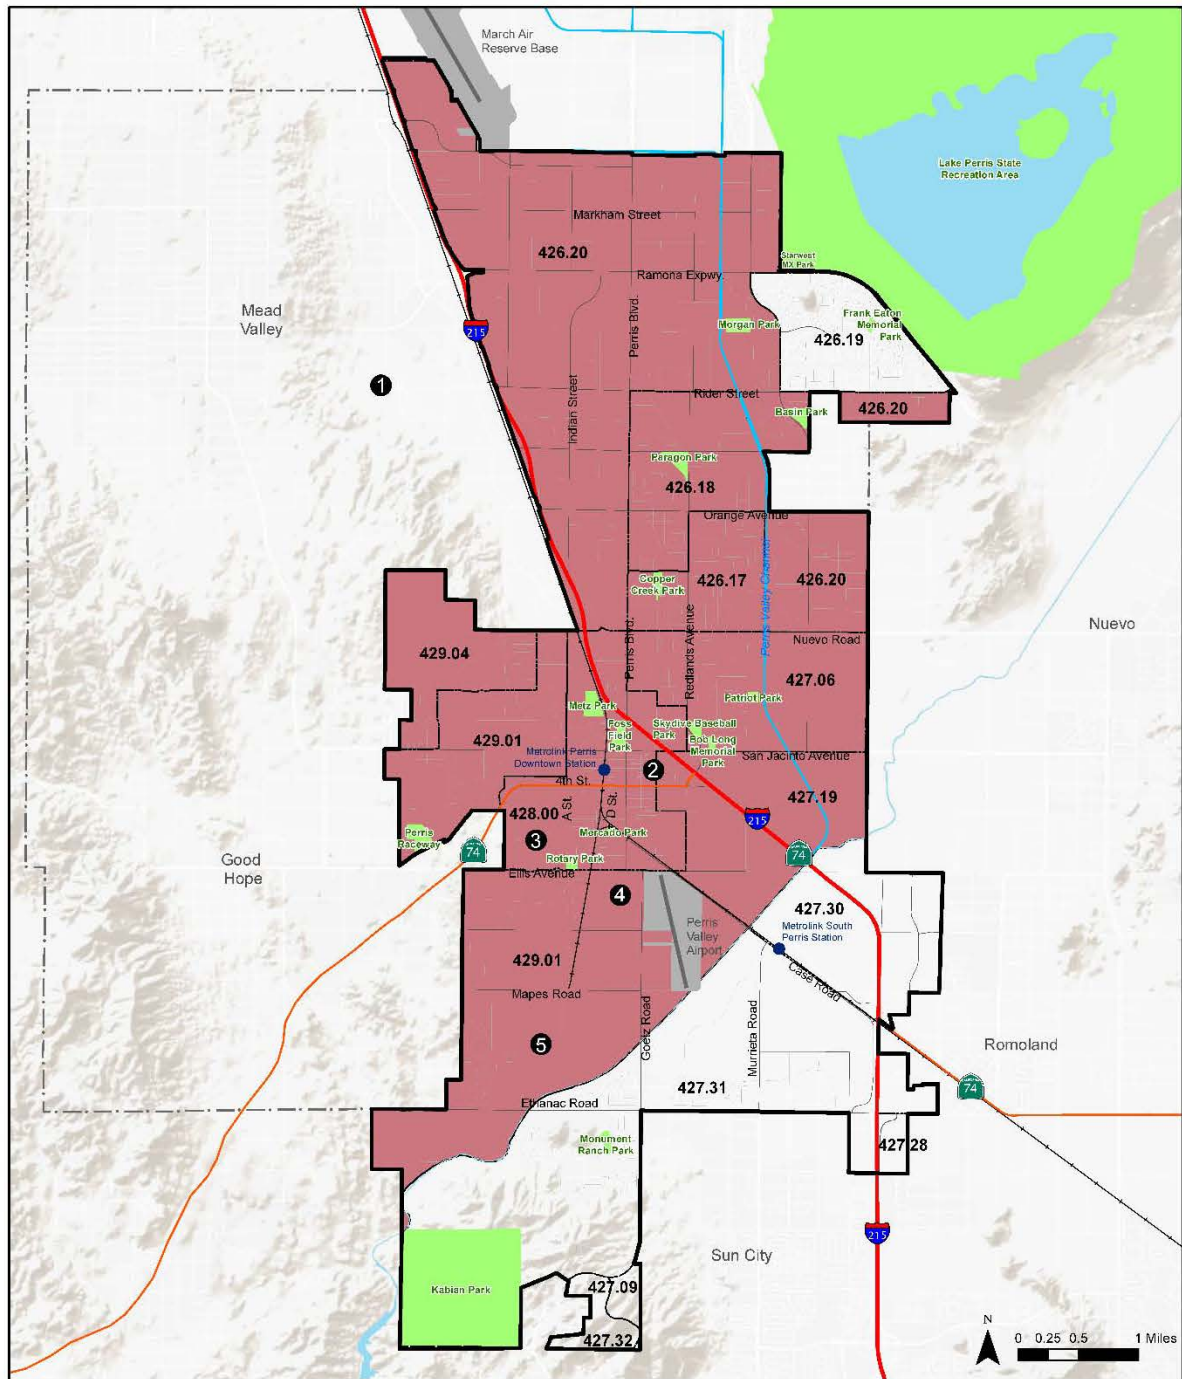 March Air
Reserve Base
Lake Perris State
Recreation Area
Markham Street
426.20
Starwest
MX Park
Ramona Expwy.
Mead
Valley
215
Perris Blvd.
Morgan Park
Frank Eaton
Memorial
Park
426.19
1
Indian Street
Rider Street
Basin Park
426.20
Paragon Park
426.18
Orange Avenue
Perris Valley Channel
Copper
Creek Park
426.17
426.20
Perris Blvd.
Redlands Avenue
Nuevo Road
Nuevo
429.04
427.06
Metz Park
Patriot Park
Foss
Field
Park
Skydive Baseball
Park
Bob Long
Memorial
Park
429.01
San Jacinto Avenue
Metrolink Perris
Downtown Station
2
4th St.
427.19
A St.
D St.
428.00
215
Perris
Raceway
74
3
Mercado Park
74
Good
Hope
Rotary Park
Ellis Avenue
4
427.30
Perris
Valley
Airport
Metrolink South
Perris Station
429.01
Case Road
Mapes Road
Goetz Road
Murrieta Road
5
Romoland
427.31
74
Ethanac Road
Monument
Ranch Park
427.28
215
Sun City
Kabian Park
427.09
427.32
N
0 0.25 0.5 1 Miles